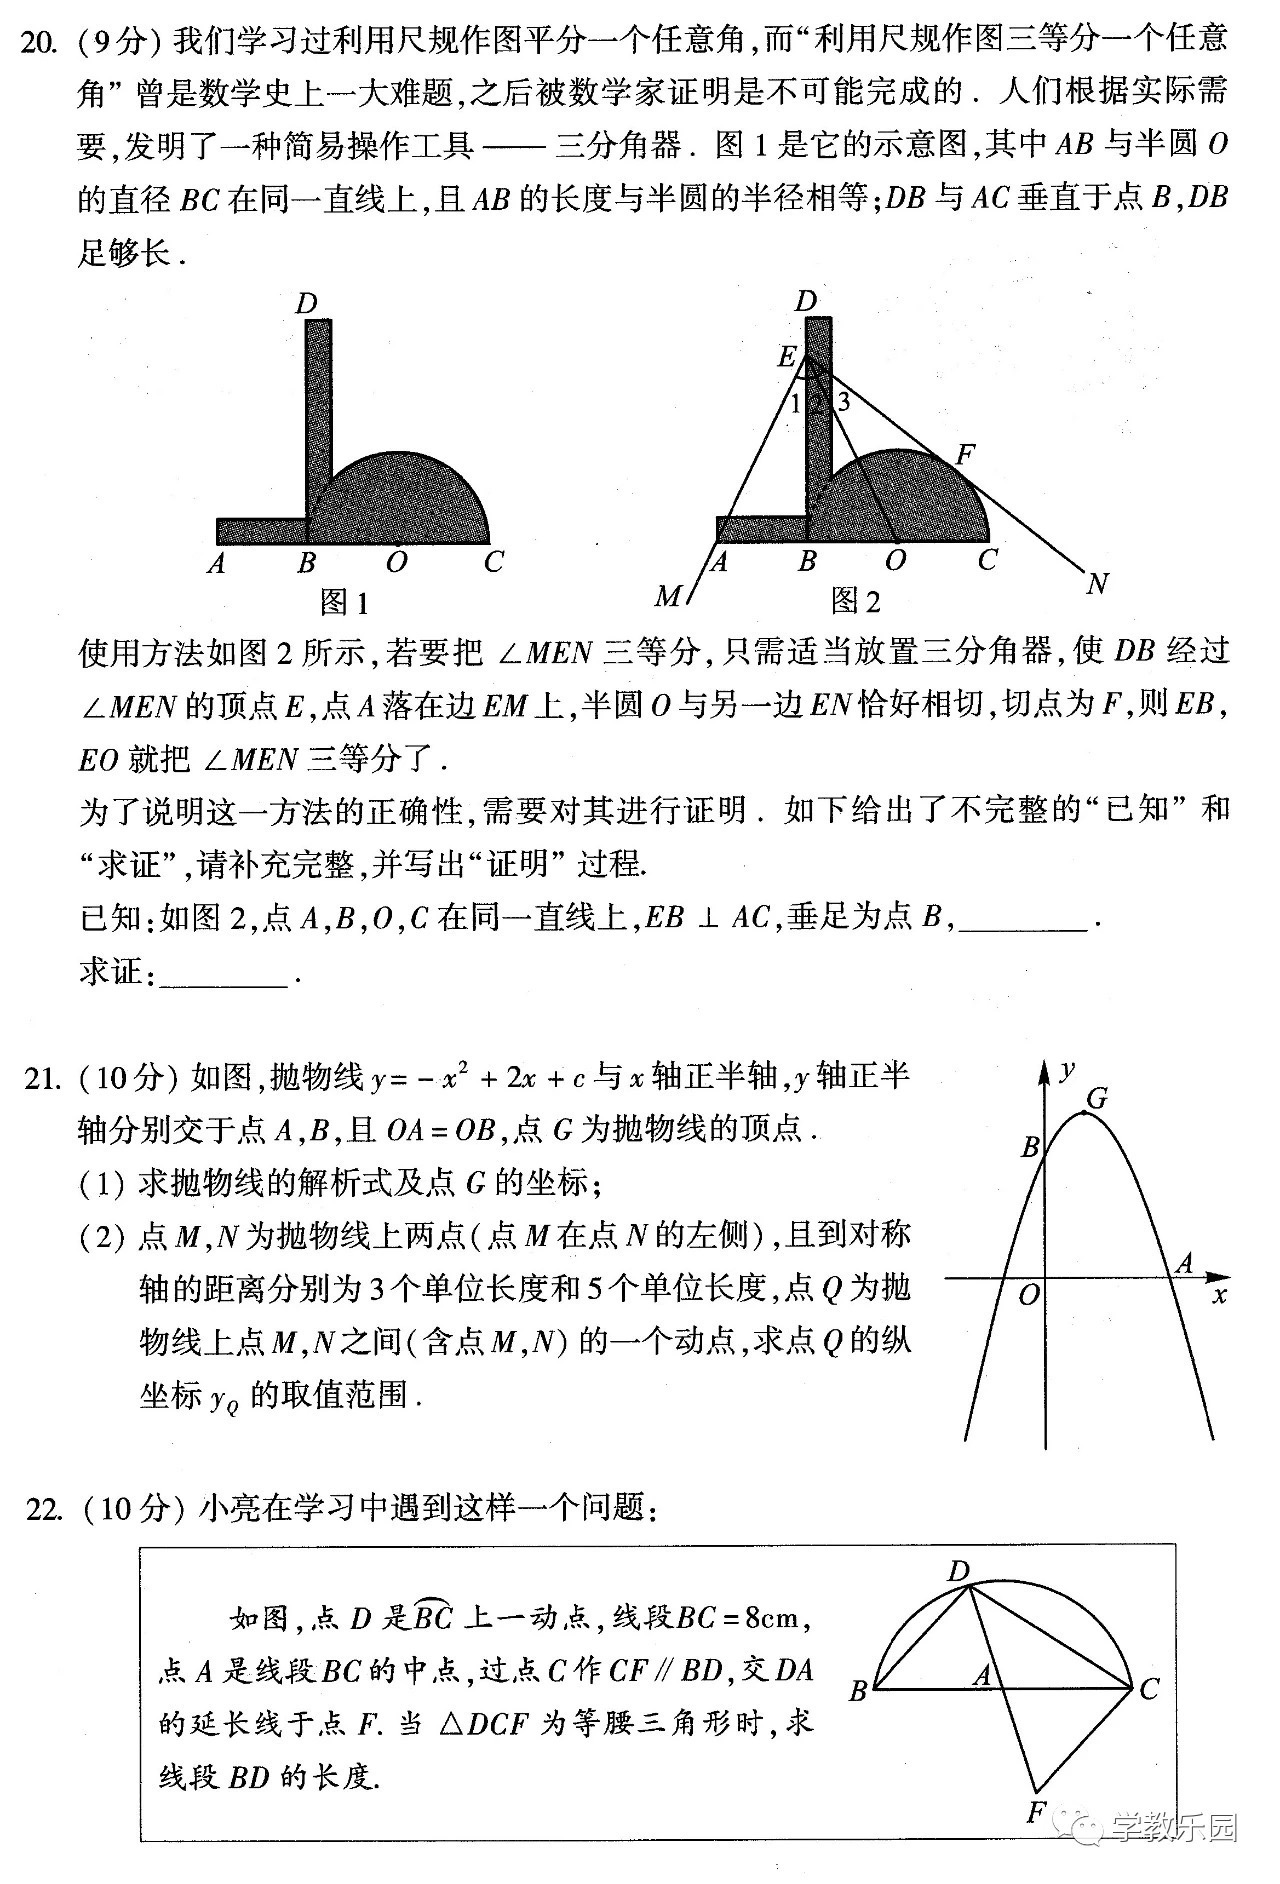 20. (9分) 我们学习过利用尺规作图平分一个任意角,而“利用尺规作图三等分一个任意
角” 曾是数学史上一大难题,之后被数学家证明是不可能完成的. 人们根据实际需
要,发明了一种简易操作工具 —— 三分角器. 图 1 是它的示意图,其中 AB 与半圆 O
的直径 BC 在同一直线上,且 AB 的长度与半圆的半径相等;DB 与 AC 垂直于点 B,DB
足够长.
D
A B O C
图 1
D
E
1 2 3
F
A B O C
M N
图 2
使用方法如图 2 所示,若要把 ∠MEN 三等分,只需适当放置三分角器,使 DB 经过
∠MEN 的顶点 E,点 A 落在边 EM 上,半圆 O 与另一边 EN 恰好相切,切点为 F,则 EB,
EO 就把 ∠MEN 三等分了.
为了说明这一方法的正确性,需要对其进行证明. 如下给出了不完整的“已知” 和
“求证”,请补充完整,并写出“证明” 过程.
已知:如图 2,点 A,B,O,C 在同一直线上,EB ⊥ AC,垂足为点 B,________.
求证:________.
21. (10分) 如图,抛物线 y= - x² + 2x + c 与 x 轴正半轴,y 轴正半
轴分别交于点 A,B,且 OA = OB,点 G 为抛物线的顶点.
(1) 求抛物线的解析式及点 G 的坐标;
(2) 点 M,N 为抛物线上两点(点 M 在点 N 的左侧),且到对称
轴的距离分别为 3 个单位长度和 5 个单位长度,点 Q 为抛
物线上点 M,N 之间(含点 M,N) 的一个动点,求点 Q 的纵
坐标 y_Q 的取值范围.
y
G
B
A
O x
22. (10分) 小亮在学习中遇到这样一个问题:
如图,点 D 是⌒BC 上一动点,线段BC = 8cm,
点 A 是线段 BC 的中点,过点 C 作 CF∥BD,交 DA
的延长线于点 F. 当 △DCF 为等腰三角形时,求
线段 BD 的长度.
D
B A C
F
学教乐园